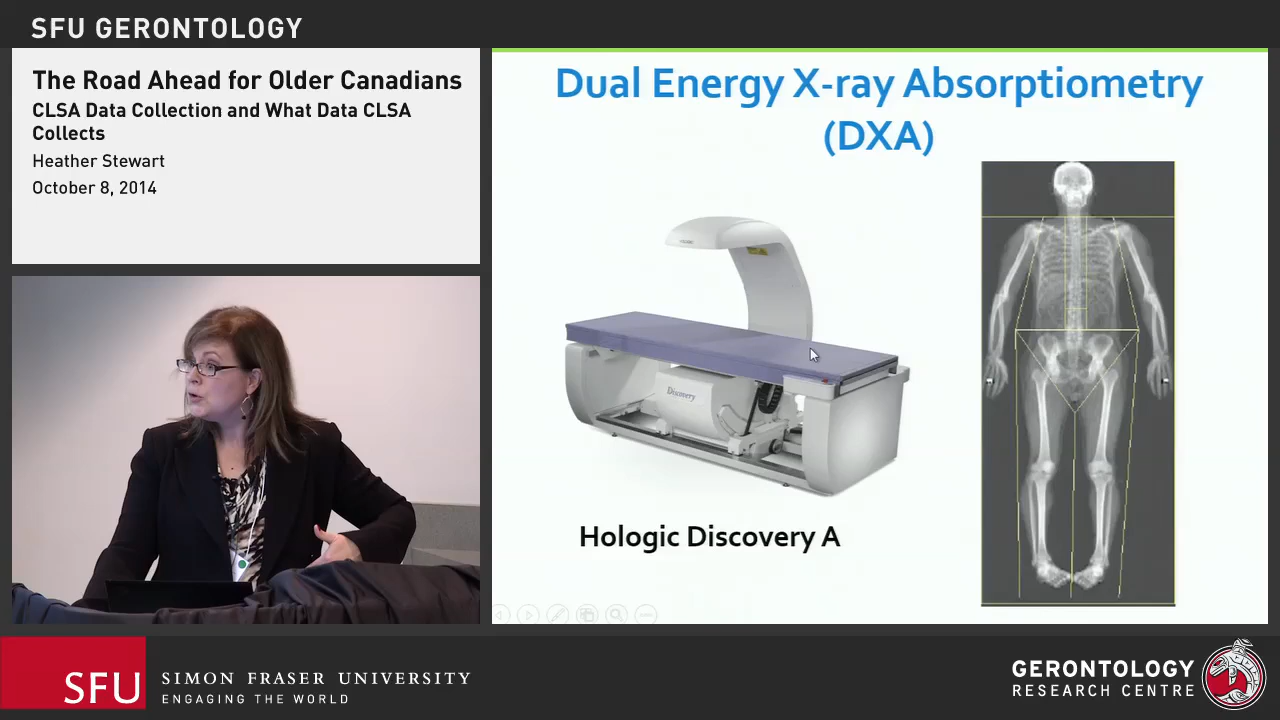 SFU GERONTOLOGY
The Road Ahead for Older Canadians
CLSA Data Collection and What Data CLSA
Collects
Heather Stewart
October 8, 2014
Dual Energy X-ray Absorptiometry
(DXA)
Discovery
Hologic Discovery A
SFU
SIMON FRASER UNIVERSITY
ENGAGING THE WORLD
GERONTOLOGY
RESEARCH CENTRE